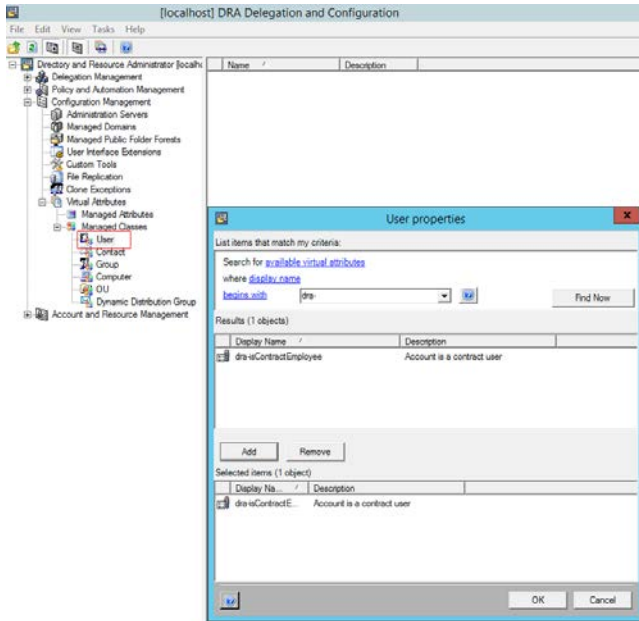 [localhost] DRA Delegation and Configuration
File Edit View Tasks Help
Directory and Resource Administrator [localh
Delegation Management
Policy and Automation Management
Configuration Management
Administration Servers
Managed Domains
Managed Public Folder Forests
User Interface Extensions
Custom Tools
File Replication
Clone Exceptions
Virtual Attributes
Managed Attributes
Managed Classes
User
Contact
Group
Computer
OU
Dynamic Distribution Group
Account and Resource Management
Name Description
User properties
List items that match my criteria:
Search for available virtual attributes
where display name
begins with dra- Find Now
Results (1 objects)
Display Name Description
dra-isContractEmployee Account is a contract user
Add Remove
Selected items (1 object)
Display Na... Description
dra-isContractE... Account is a contract user
OK Cancel